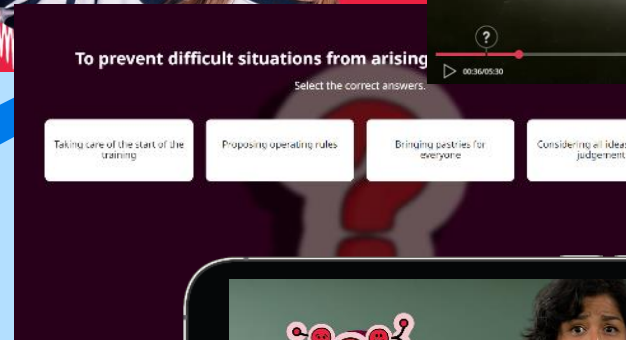 To prevent difficult situations from arising
Select the correct answers.
?
00:36/05:30
Taking care of the start of the
training
Proposing operating rules
Bringing pastries for
everyone
Considering all ideas
judgement
?